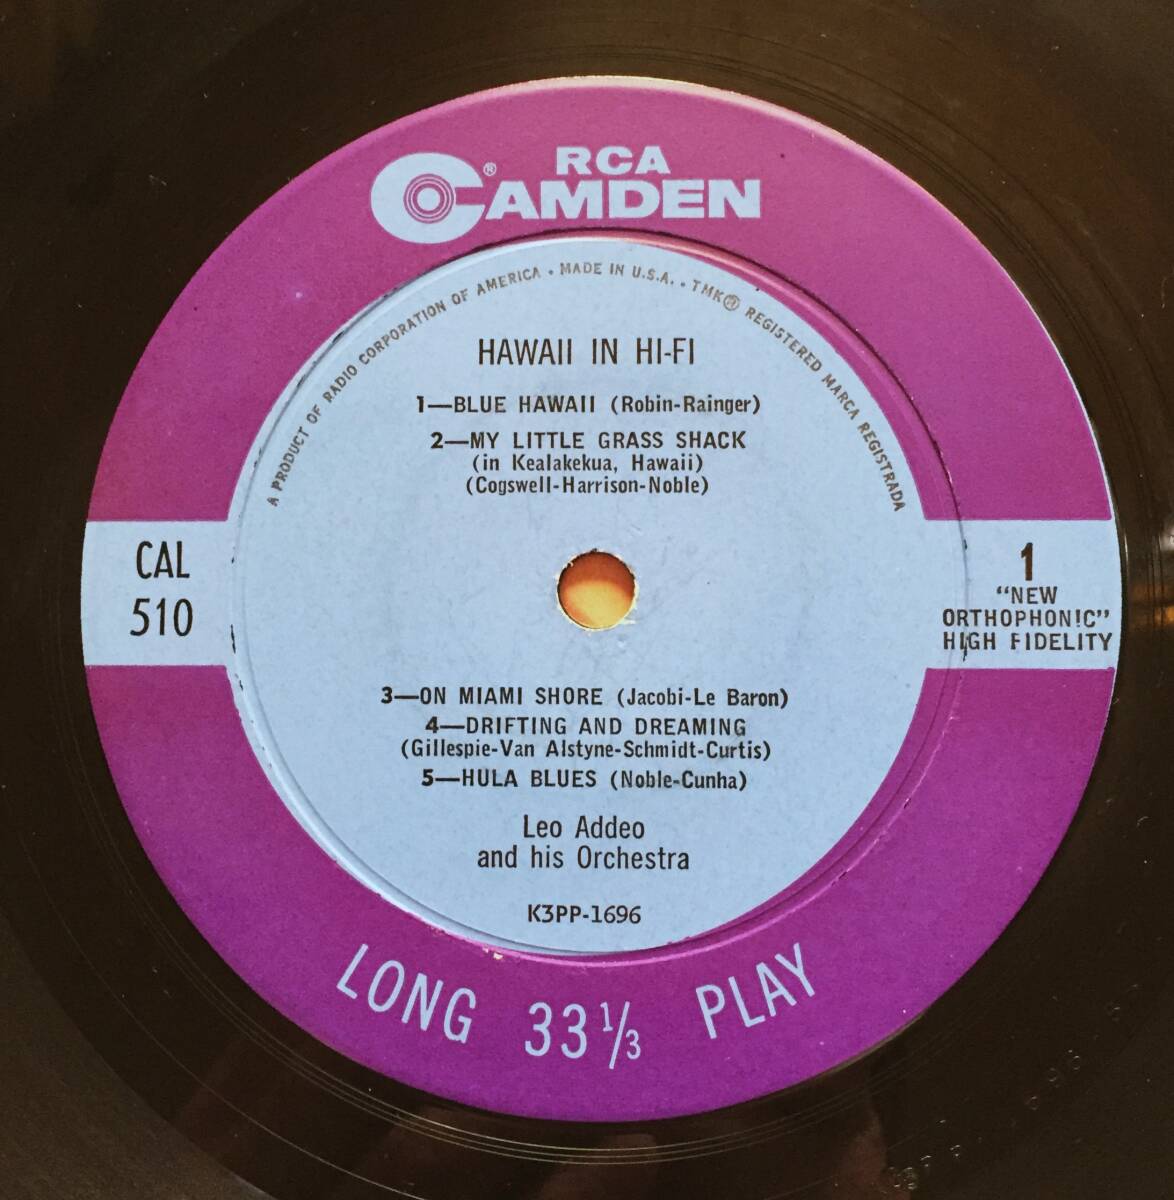 RCA
CAMDEN®
A PRODUCT OF RADIO CORPORATION OF AMERICA • MADE IN U.S.A. • TMK® REGISTERED MARCA REGISTRADA
HAWAII IN HI-FI
1—BLUE HAWAII (Robin-Rainger)
2—MY LITTLE GRASS SHACK
(in Kealakekua, Hawaii)
(Cogswell-Harrison-Noble)
CAL
510
1
"NEW
ORTHOPHONIC"
HIGH FIDELITY
3—ON MIAMI SHORE (Jacobi-Le Baron)
4—DRIFTING AND DREAMING
(Gillespie-Van Alstyne-Schmidt-Curtis)
5—HULA BLUES (Noble-Cunha)
Leo Addeo
and his Orchestra
K3PP-1696
LONG 33 1/3 PLAY